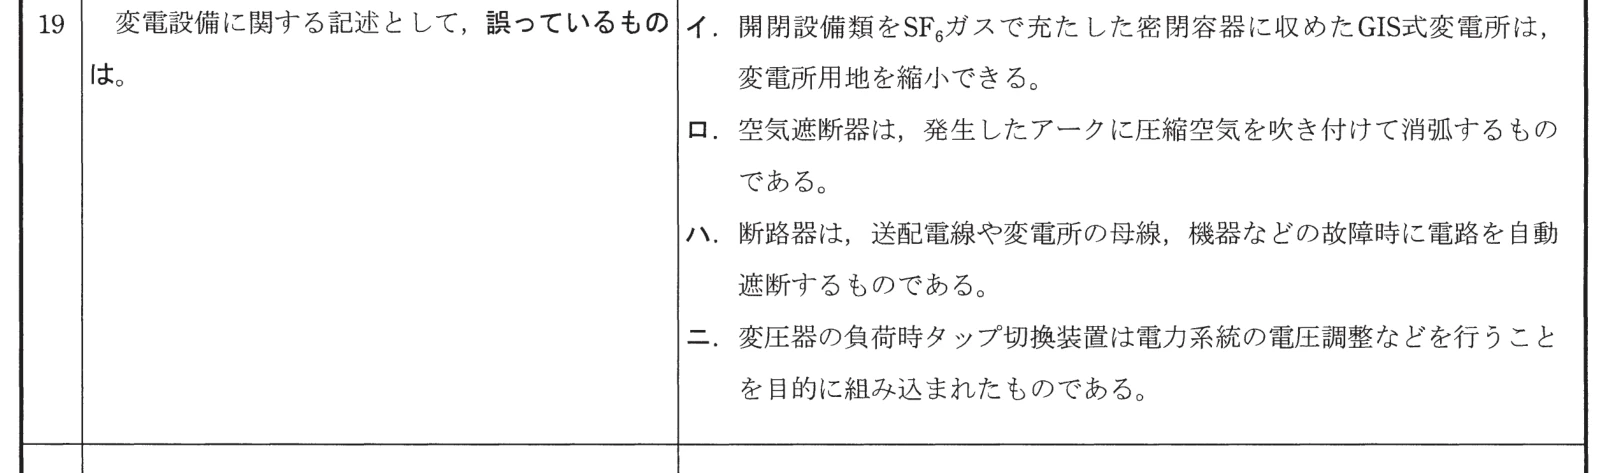 19
変電設備に関する記述として，誤っているもの
は。
イ．開閉設備類をSF₆ガスで充たした密閉容器に収めたGIS式変電所は，
変電所用地を縮小できる。
ロ．空気遮断器は，発生したアークに圧縮空気を吹き付けて消弧するもの
である。
ハ．断路器は，送配電線や変電所の母線，機器などの故障時に電路を自動
遮断するものである。
ニ．変圧器の負荷時タップ切換装置は電力系統の電圧調整などを行うこと
を目的に組み込まれたものである。